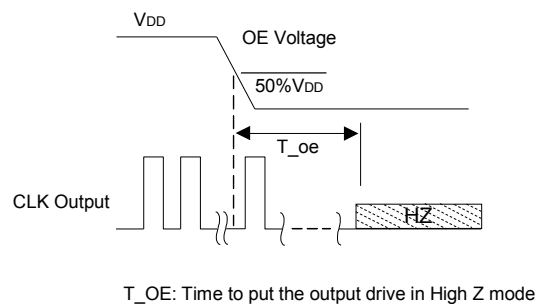 VDD
OE Voltage
50%VDD
T_oe
CLK Output
HZ
T_OE: Time to put the output drive in High Z mode